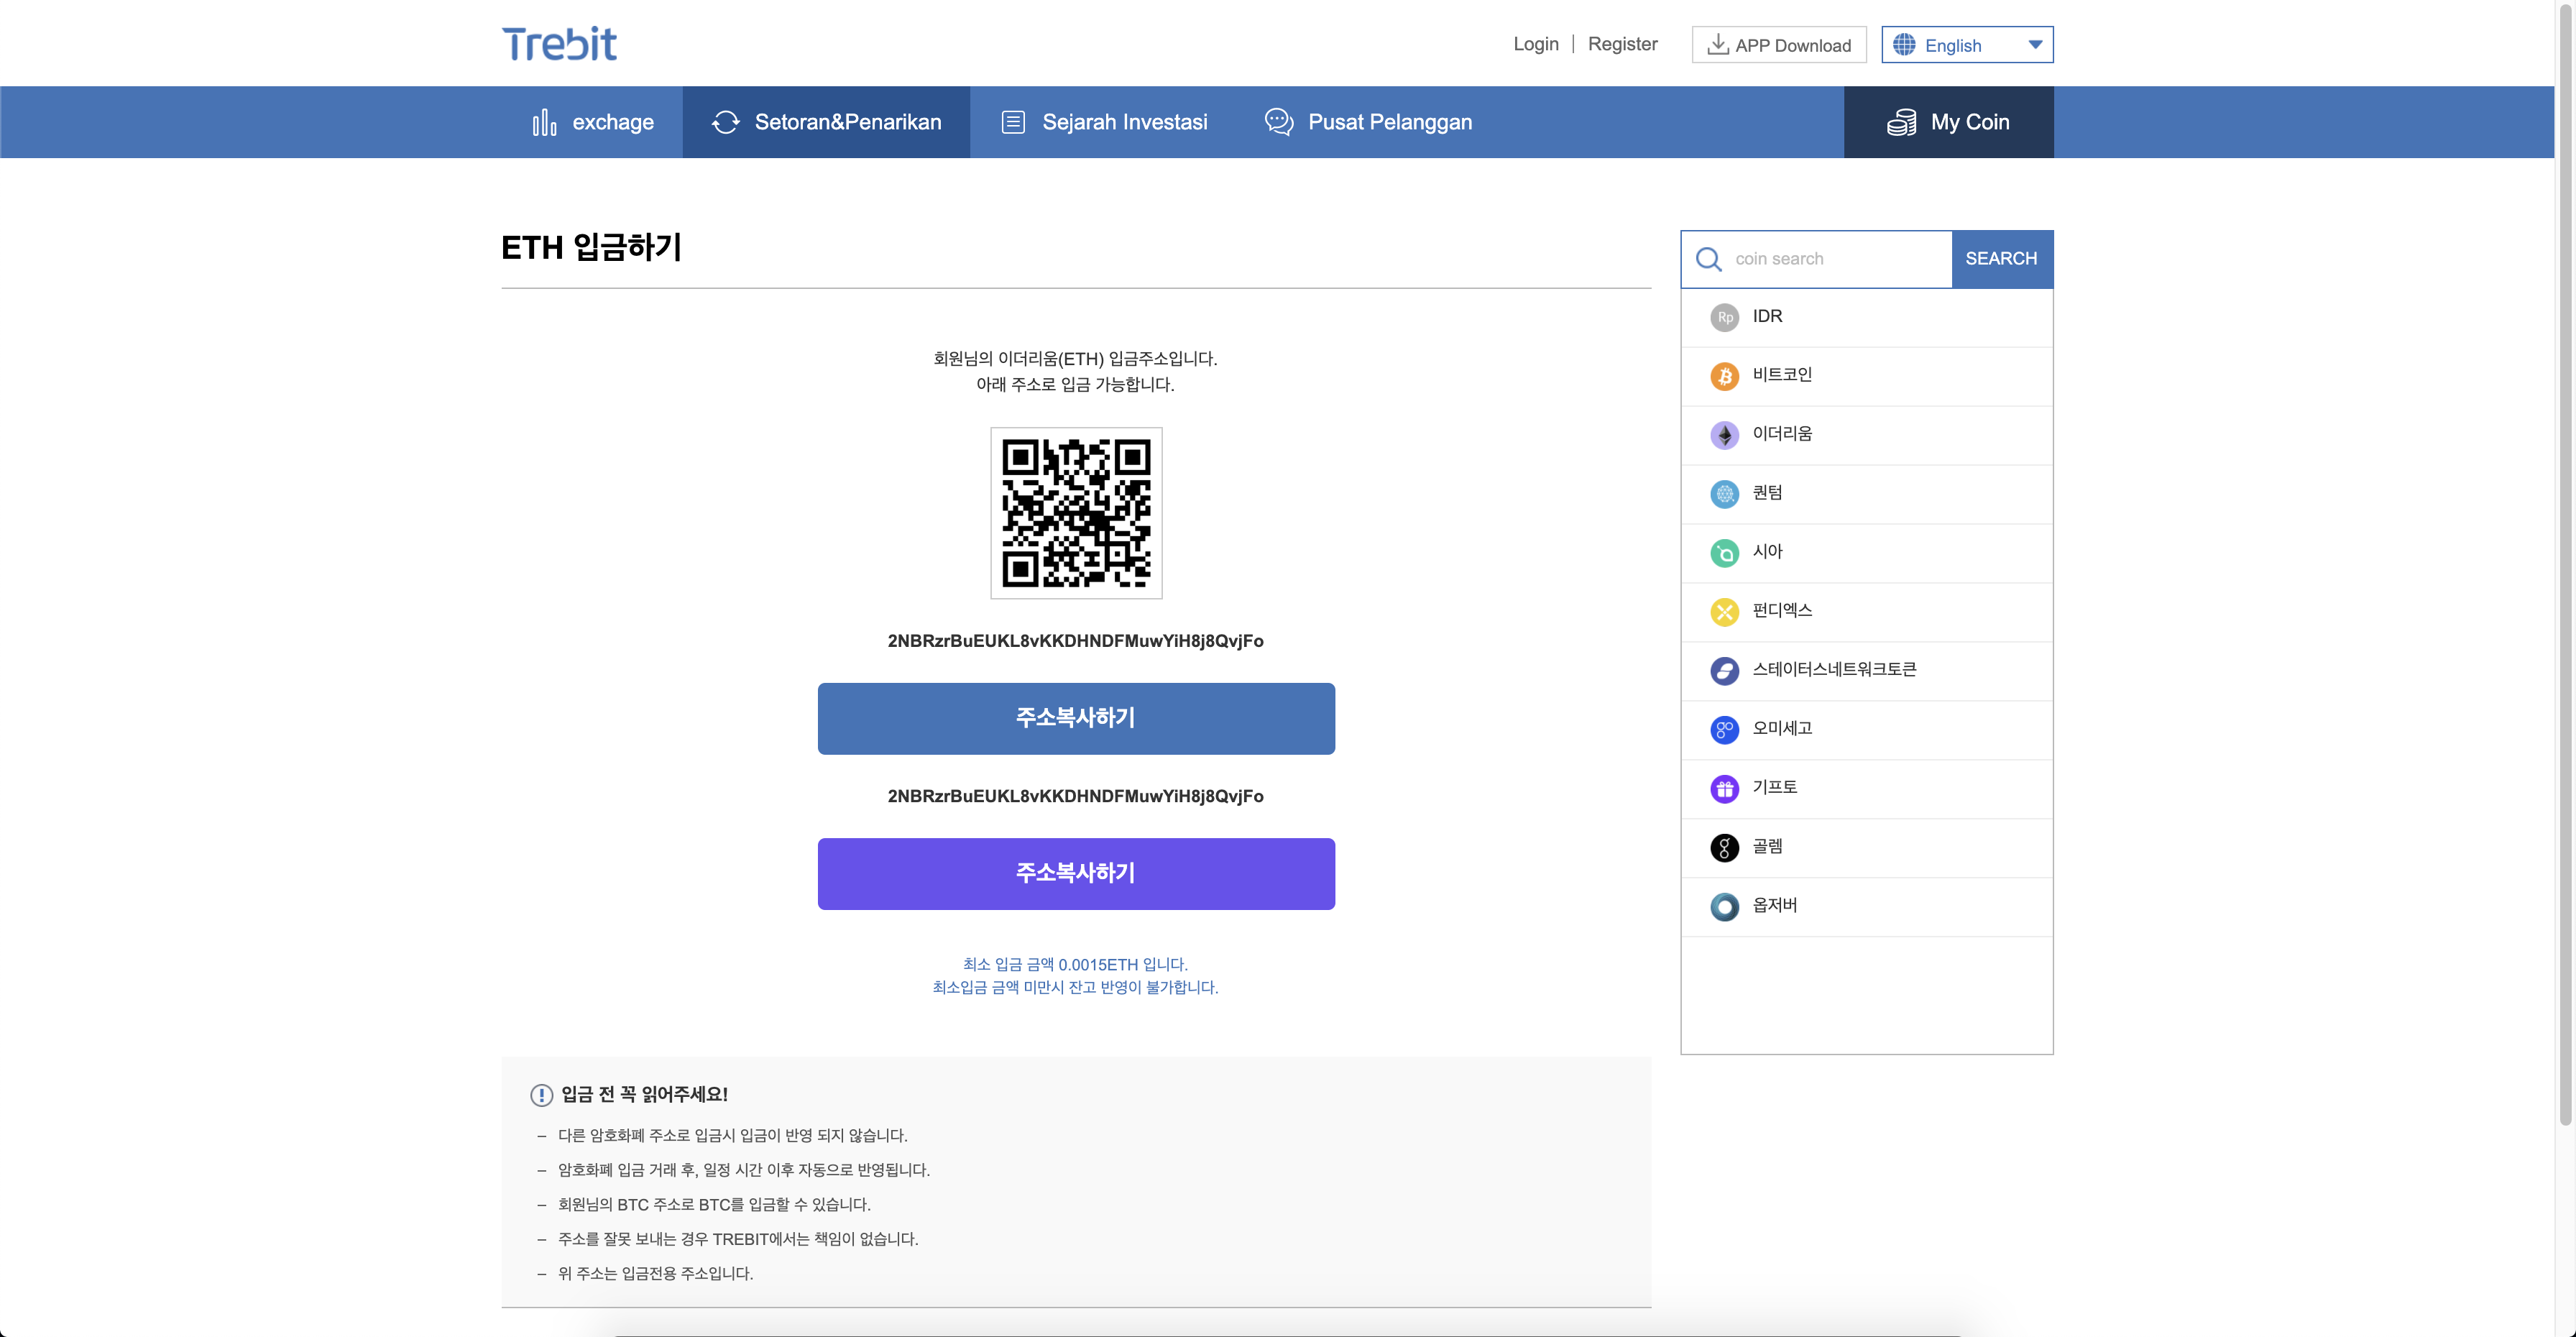 Trebit
Login | Register
APP Download
English
exchage
Setoran&Penarikan
Sejarah Investasi
Pusat Pelanggan
My Coin
ETH 입금하기
회원님의 이더리움(ETH) 입금주소입니다.
아래 주소로 입금 가능합니다.
2NBRzrBuEUKL8vKKDHNDFMuwYiH8j8QvjFo
주소복사하기
2NBRzrBuEUKL8vKKDHNDFMuwYiH8j8QvjFo
주소복사하기
최소 입금 금액 0.0015ETH 입니다.
최소입금 금액 미만시 잔고 반영이 불가합니다.
입금 전 꼭 읽어주세요!
– 다른 암호화폐 주소로 입금시 입금이 반영 되지 않습니다.
– 암호화폐 입금 거래 후, 일정 시간 이후 자동으로 반영됩니다.
– 회원님의 BTC 주소로 BTC를 입금할 수 있습니다.
– 주소를 잘못 보내는 경우 TREBIT에서는 책임이 없습니다.
– 위 주소는 입금전용 주소입니다.
coin search
SEARCH
Rp IDR
비트코인
이더리움
퀀텀
시아
펀디엑스
스테이터스네트워크토큰
오미세고
기프토
골렘
옵저버